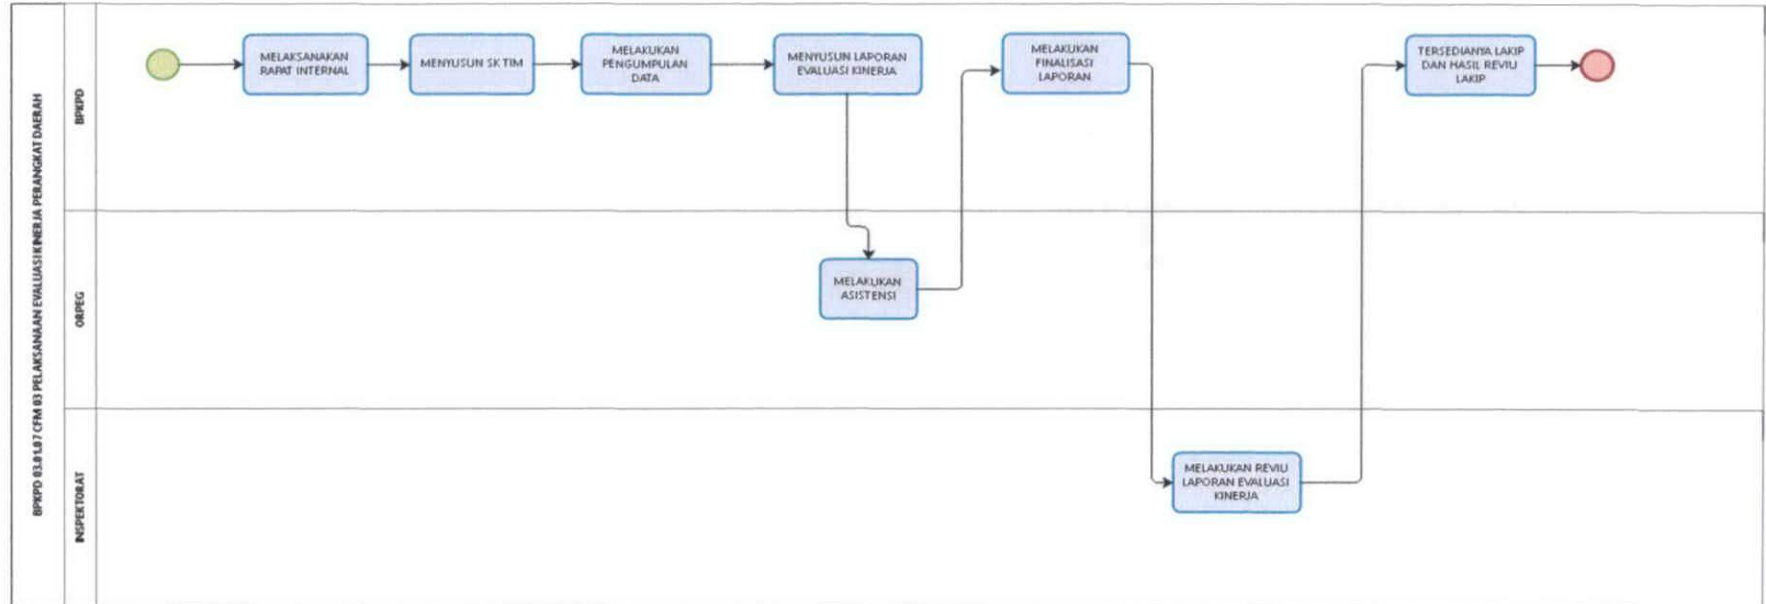 BPKPD 03.01.07 CFM 03 PELAKSANAAN EVALUASI KINERJA PERANGKAT DAERAH
BPKPD
MELAKSANAKAN
RAPAT INTERNAL
MENYUSUN SK TIM
MELAKUKAN
PENGUMPULAN
DATA
MENYUSUN LAPORAN
EVALUASI KINERJA
MELAKUKAN
FINALISASI
LAPORAN
TERSEDIANYA LAKIP
DAN HASIL REVIU
LAKIP
ORPEG
MELAKUKAN
ASISTENSI
INSPEKTORAT
MELAKUKAN REVIU
LAPORAN EVALUASI
KINERJA